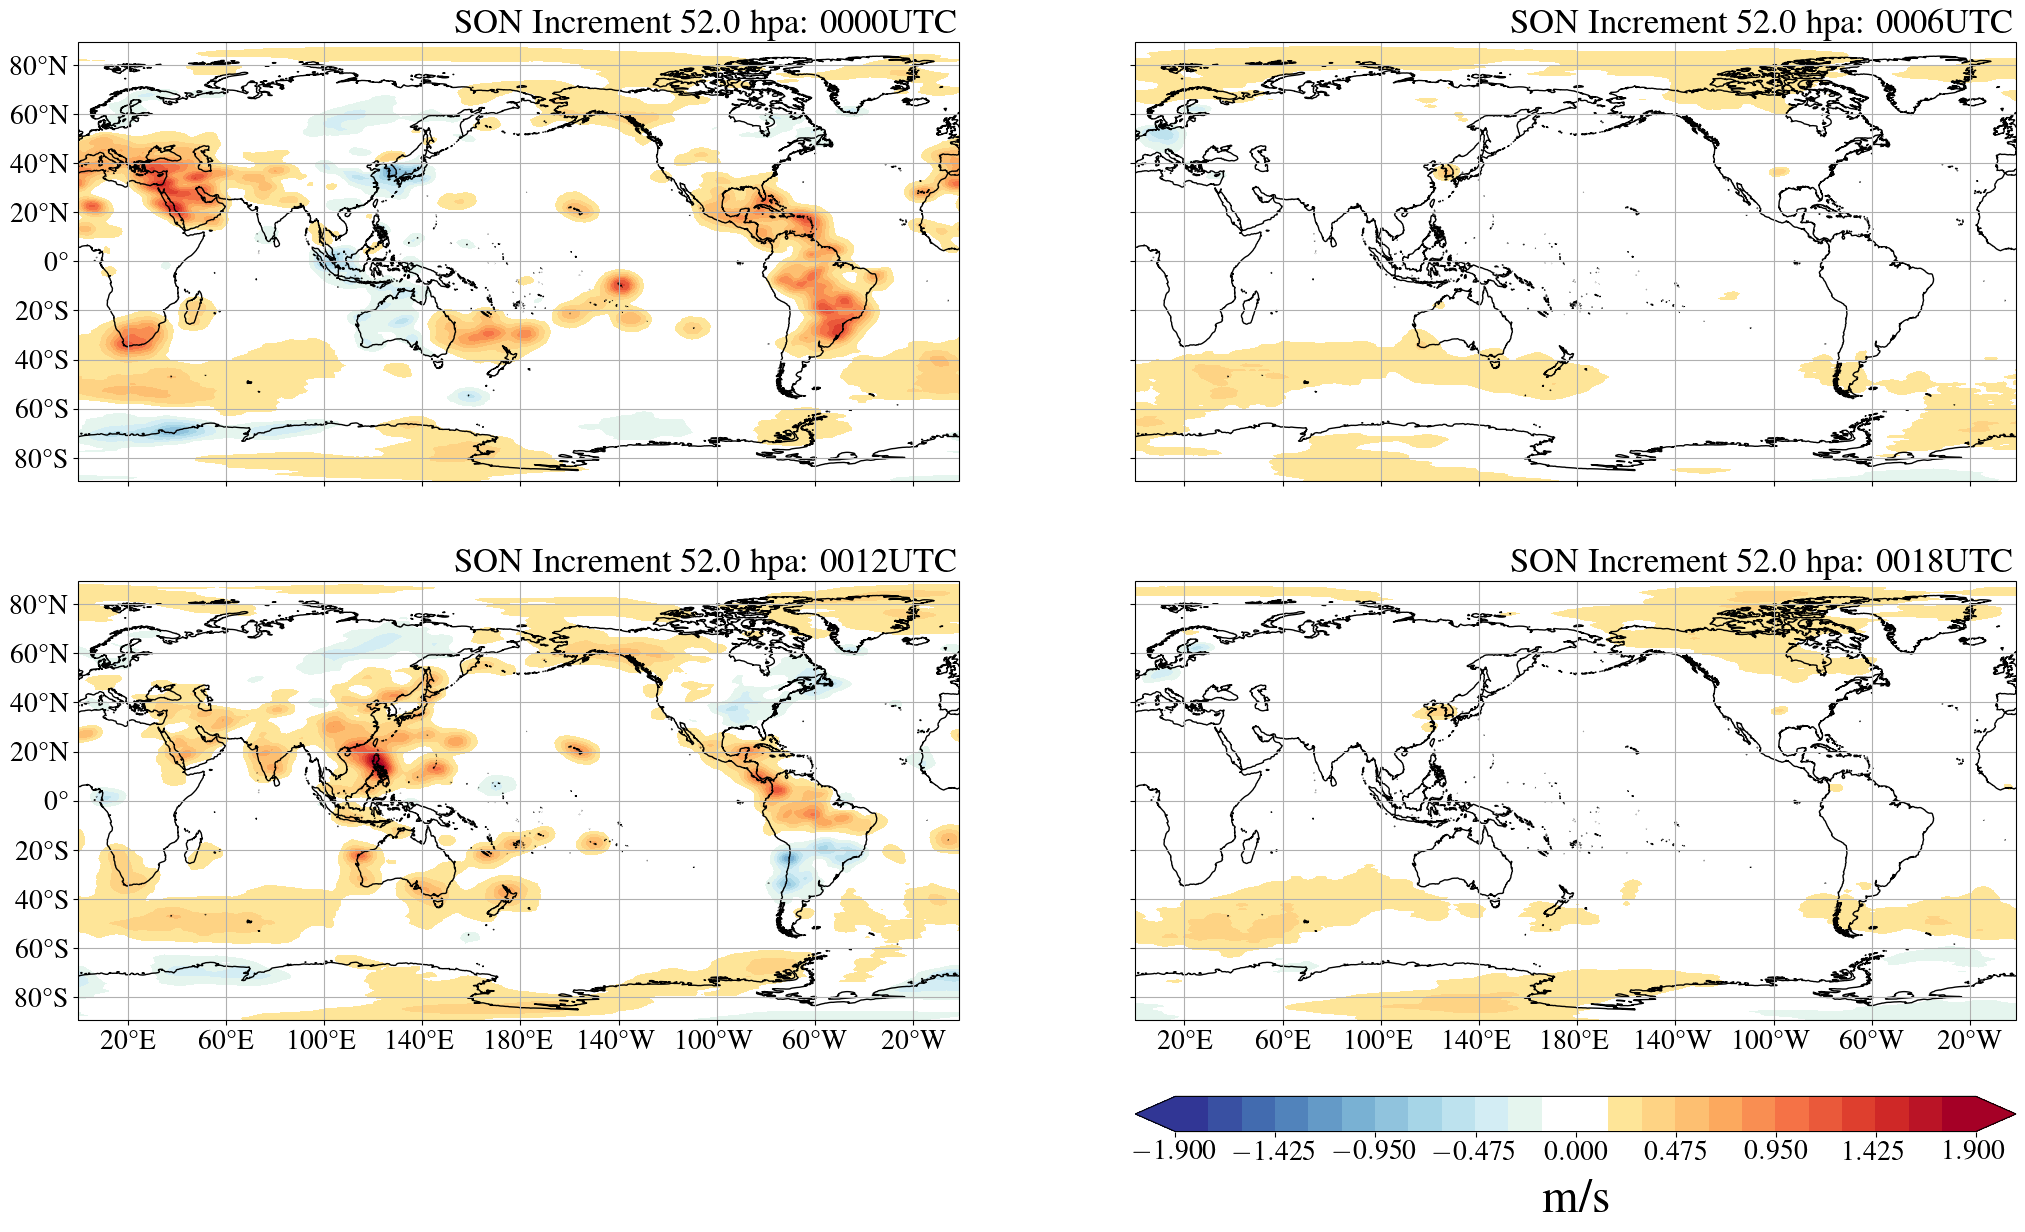 SON Increment 52.0 hpa: 0000UTC
80°N
60°N
40°N
20°N
0°
20°S
40°S
60°S
80°S
SON Increment 52.0 hpa: 0006UTC
SON Increment 52.0 hpa: 0012UTC
80°N
60°N
40°N
20°N
0°
20°S
40°S
60°S
80°S
20°E 60°E 100°E 140°E 180°E 140°W 100°W 60°W 20°W
SON Increment 52.0 hpa: 0018UTC
20°E 60°E 100°E 140°E 180°E 140°W 100°W 60°W 20°W
−1.900 −1.425 −0.950 −0.475 0.000 0.475 0.950 1.425 1.900
m/s